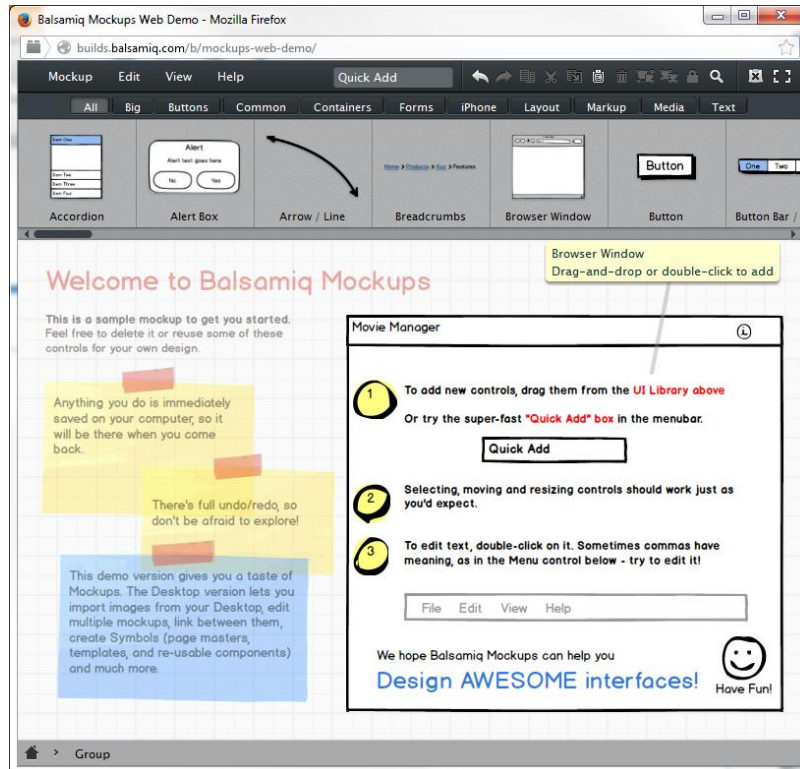 Balsamiq Mockups Web Demo - Mozilla Firefox
builds.balsamiq.com/b/mockups-web-demo/
Mockup Edit View Help Quick Add
All Big Buttons Common Containers Forms iPhone Layout Markup Media Text
Item One
Item Two
Item Three
Item Four
Alert
Alert text goes here
No Yes
Home > Products > Xyz > Features
Button
One Two
Accordion Alert Box Arrow / Line Breadcrumbs Browser Window Button Button Bar /
Browser Window
Drag-and-drop or double-click to add
Welcome to Balsamiq Mockups
This is a sample mockup to get you started.
Feel free to delete it or reuse some of these
controls for your own design.
Anything you do is immediately
saved on your computer, so it
will be there when you come
back.
There's full undo/redo, so
don't be afraid to explore!
This demo version gives you a taste of
Mockups. The Desktop version lets you
import images from your Desktop, edit
multiple mockups, link between them,
create Symbols (page masters,
templates, and re-usable components)
and much more.
Movie Manager
1
To add new controls, drag them from the UI Library above
Or try the super-fast "Quick Add" box in the menubar.
Quick Add
2
Selecting, moving and resizing controls should work just as
you'd expect.
3
To edit text, double-click on it. Sometimes commas have
meaning, as in the Menu control below - try to edit it!
File Edit View Help
We hope Balsamiq Mockups can help you
Design AWESOME interfaces!
Have Fun!
Group